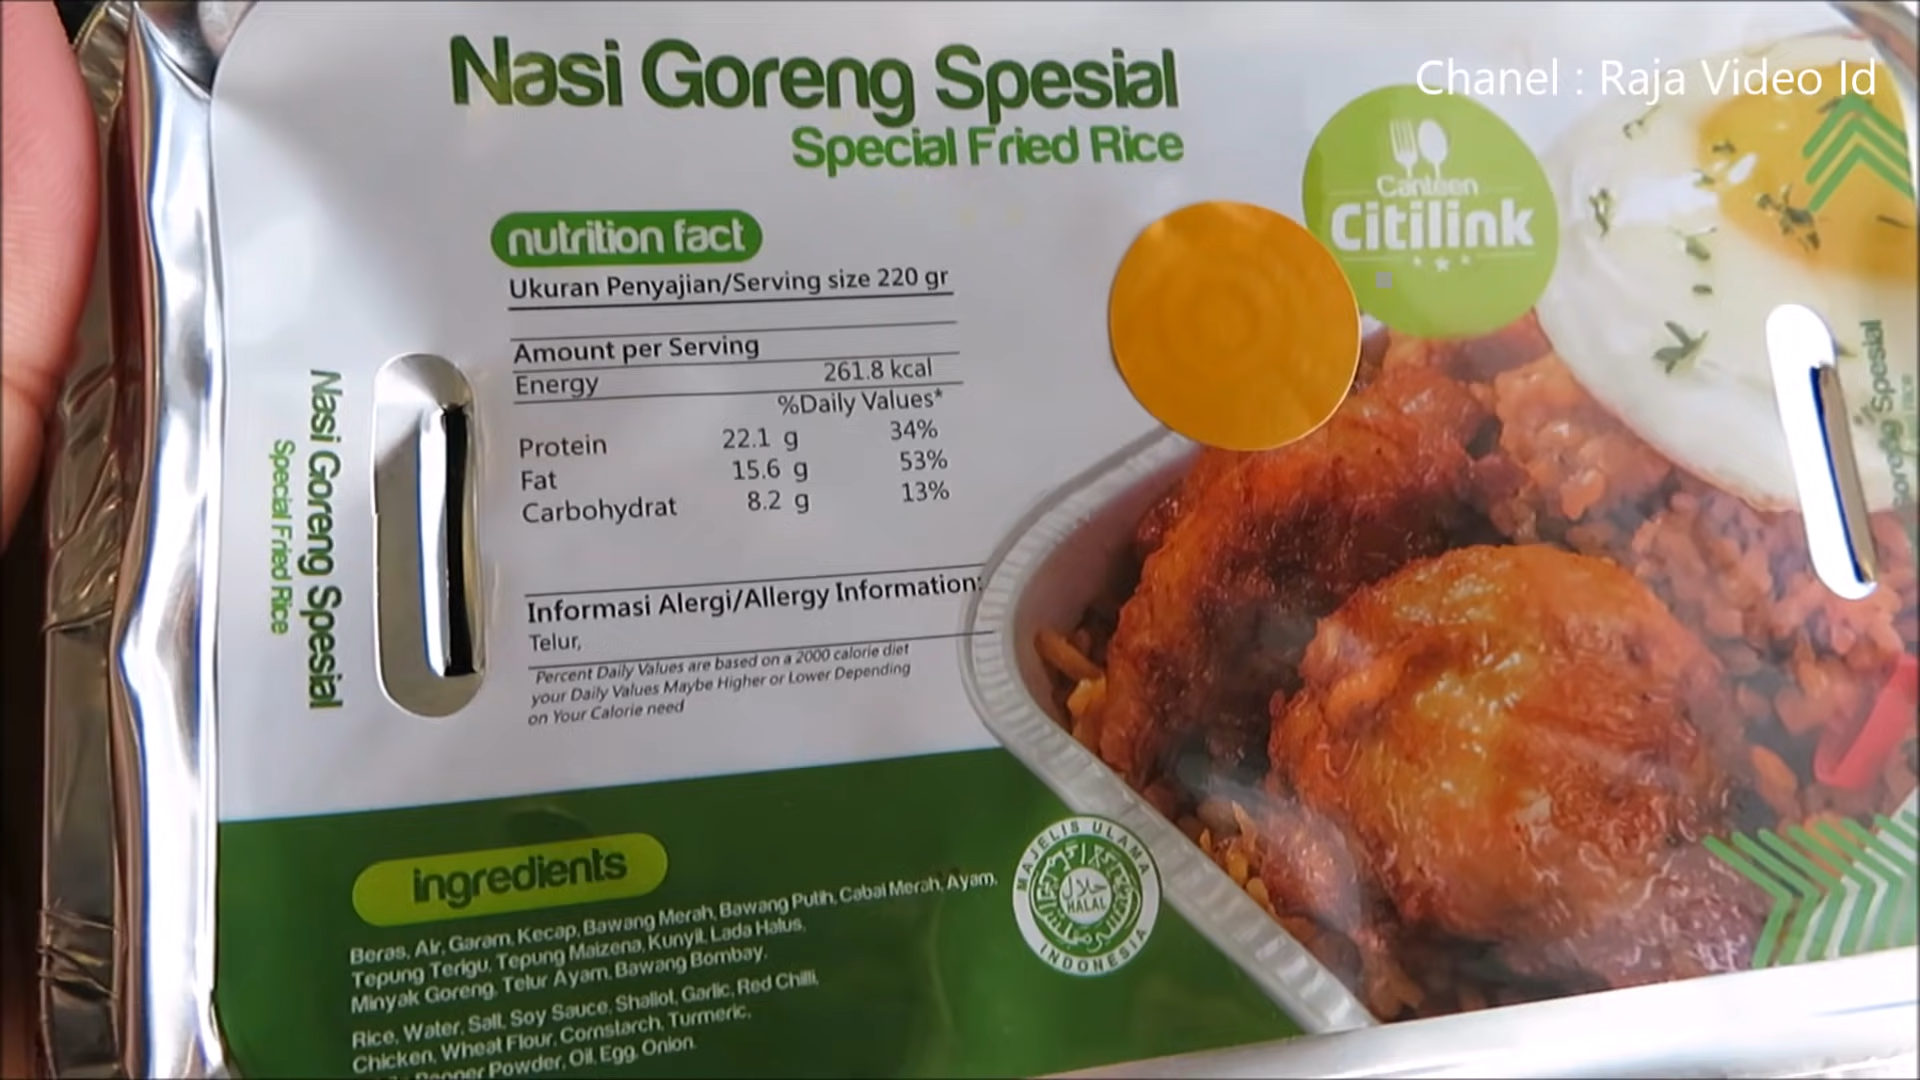 Chanel : Raja Video Id
Nasi Goreng Spesial
Special Fried Rice
Canteen
Citilink
nutrition fact
Ukuran Penyajian/Serving size 220 gr
Amount per Serving
Energy 261.8 kcal
%Daily Values*
Protein 22.1 g 34%
Fat 15.6 g 53%
Carbohydrat 8.2 g 13%
Informasi Alergi/Allergy Information:
Telur,
Percent Daily Values are based on a 2000 calorie diet
your Daily Values Maybe Higher or Lower Depending
on Your Calorie need
Nasi Goreng Spesial
Special Fried Rice
Spesial
ingredients
Beras, Air, Garam, Kecap, Bawang Merah, Bawang Putih, Cabai Merah, Ayam,
Tepung Terigu, Tepung Maizena, Kunyit, Lada Halus,
Minyak Goreng, Telur Ayam, Bawang Bombay.
Rice, Water, Salt, Soy Sauce, Shallot, Garlic, Red Chilli,
Chicken, Wheat Flour, Cornstarch, Turmeric,
Powder, Oil, Egg, Onion.
MAJELIS ULAMA
حلال
HALAL
INDONESIA